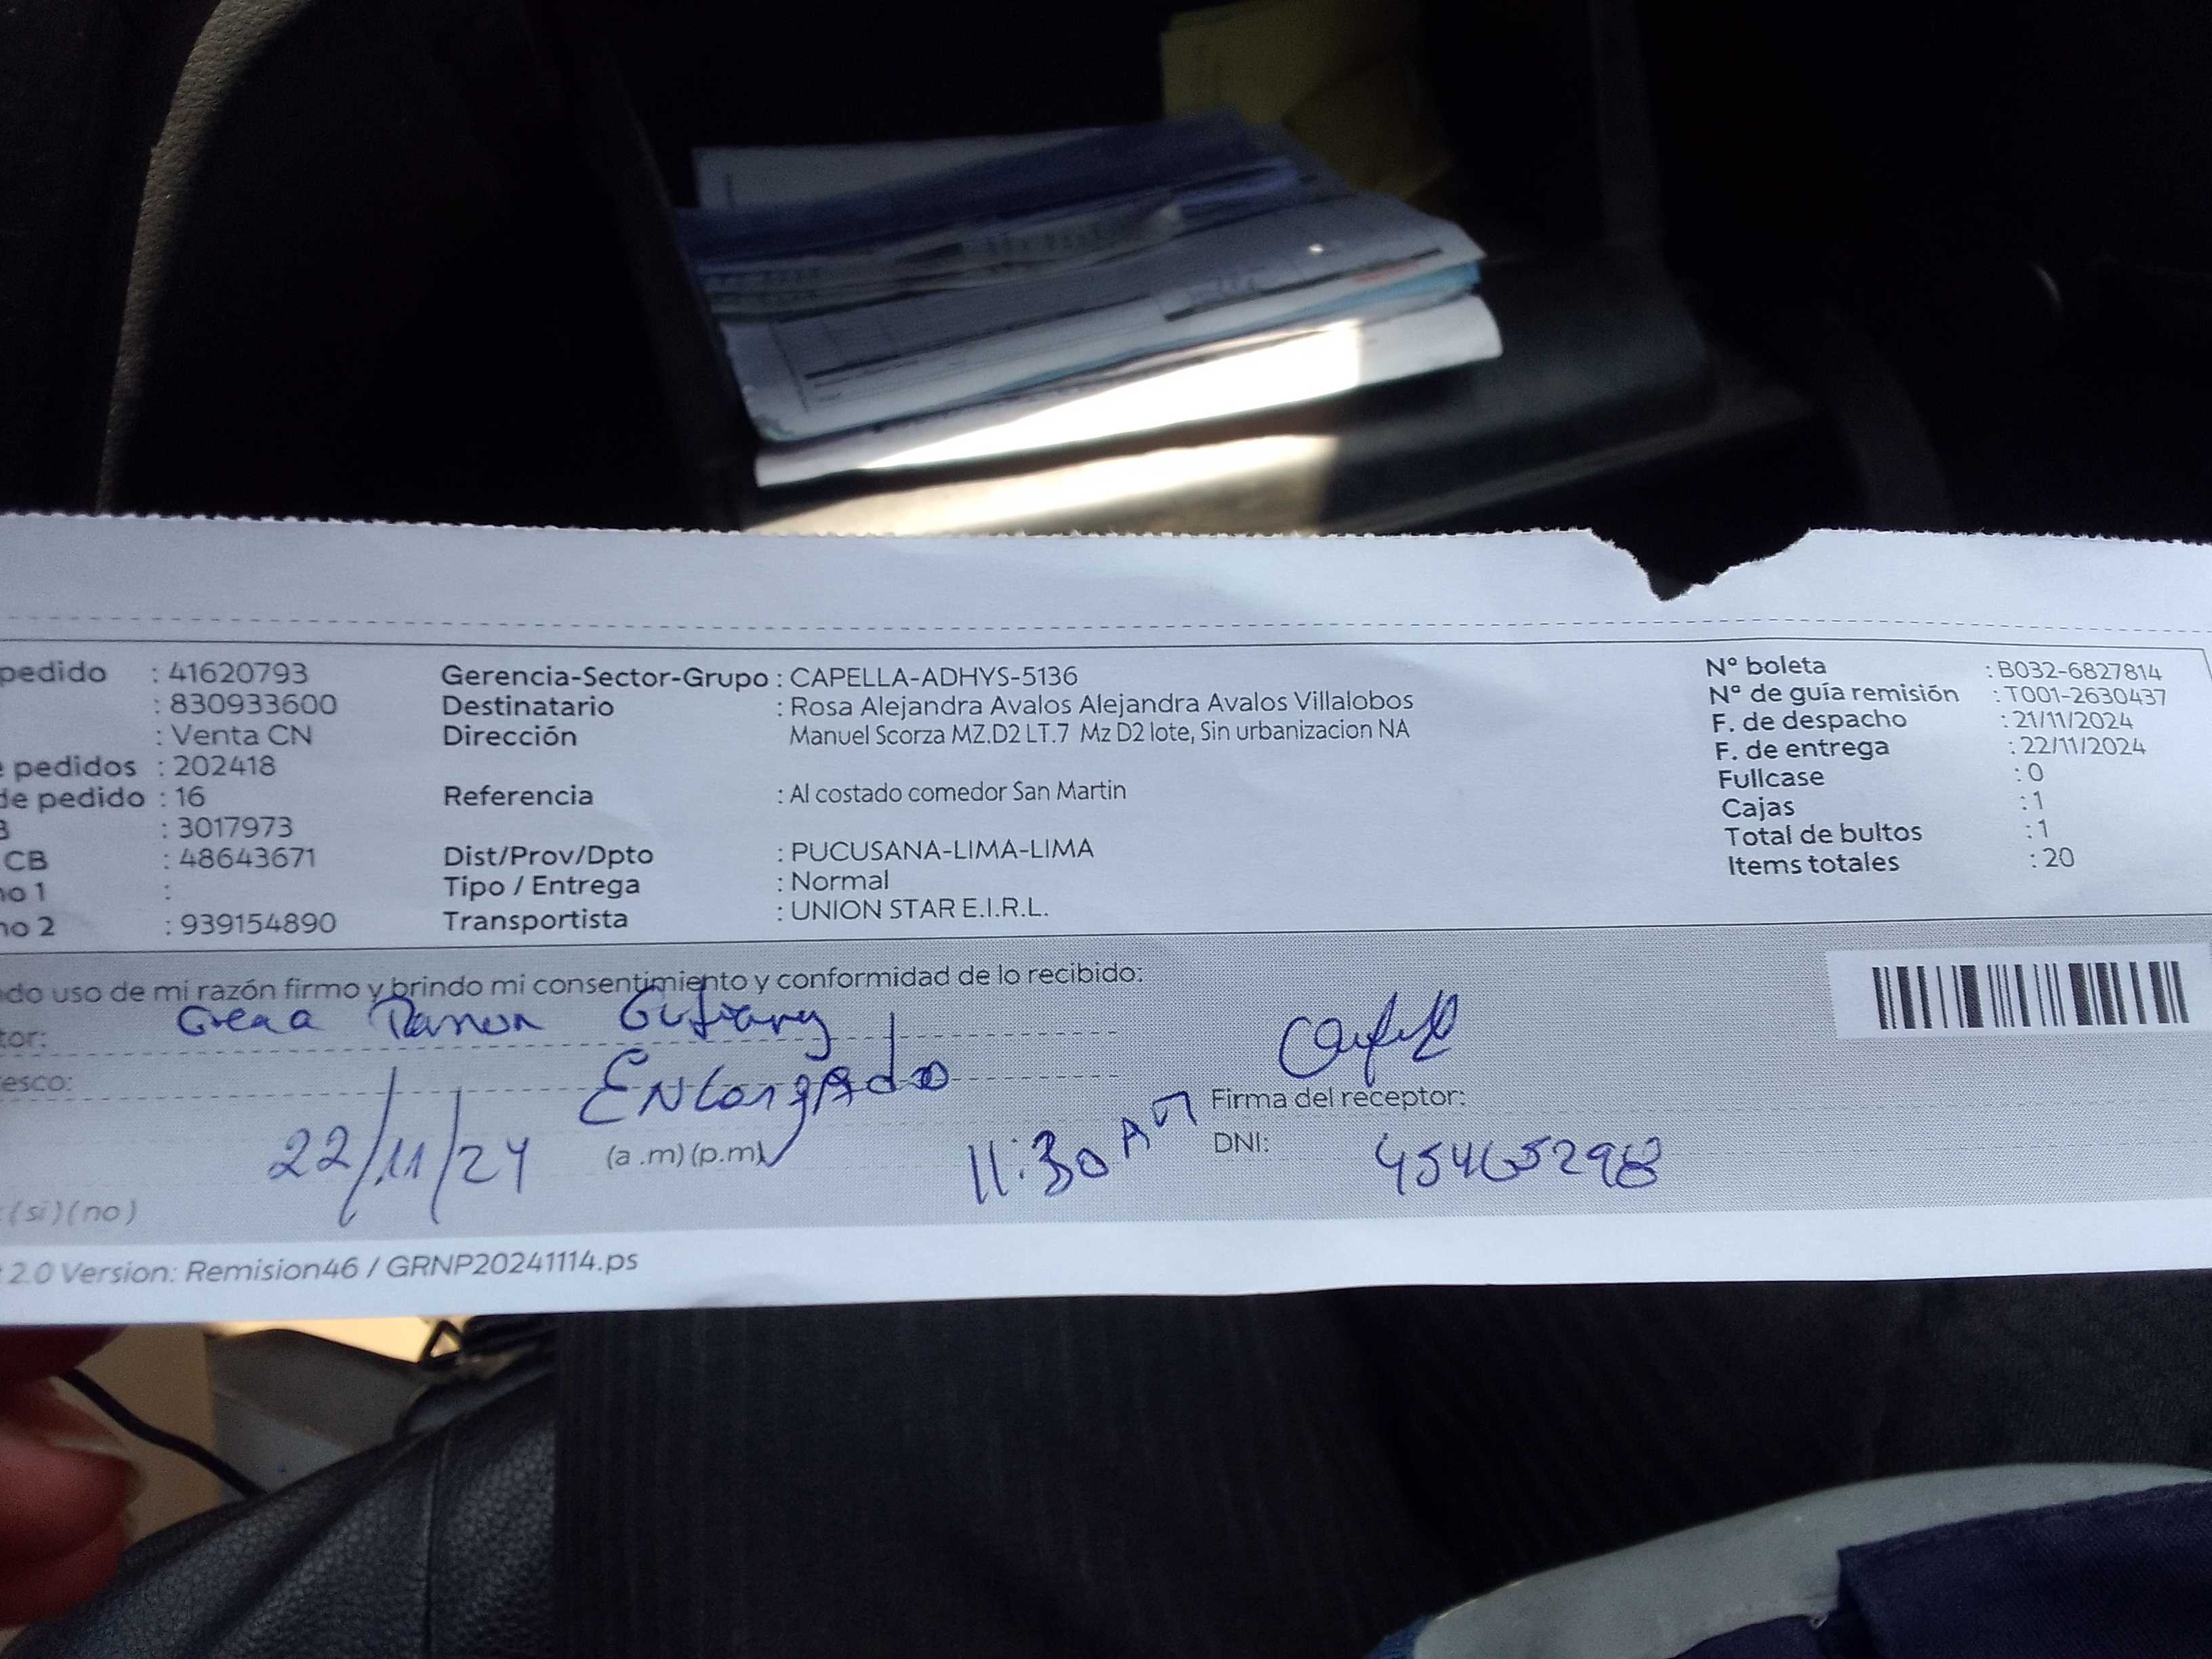 pedido : 41620793 Gerencia-Sector-Grupo : CAPELLA-ADHYS-5136 Nº boleta : B032-6827814
: 830933600 Destinatario : Rosa Alejandra Avalos Alejandra Avalos Villalobos Nº de guía remisión : T001-2630437
: Venta CN Dirección Manuel Scorza MZ.D2 LT.7 Mz D2 lote, Sin urbanizacion NA F. de despacho : 21/11/2024
pedidos : 202418 F. de entrega : 22/11/2024
de pedido : 16 Referencia : Al costado comedor San Martin Fullcase : 0
: 3017973 Cajas : 1
CB : 48643671 Dist/Prov/Dpto : PUCUSANA-LIMA-LIMA Total de bultos : 1
no 1 : Tipo / Entrega : Normal Items totales : 20
no 2 : 939154890 Transportista : UNION STAR E.I.R.L.
do uso de mi razón firmo y brindo mi consentimiento y conformidad de lo recibido:
tor: Ramon
esco: Encargado
Firma del receptor:
22/11/24 (a .m) (p.m) 11:30 AM DNI: 45465298
(si) (no)
2.0 Version: Remision46 / GRNP20241114.ps